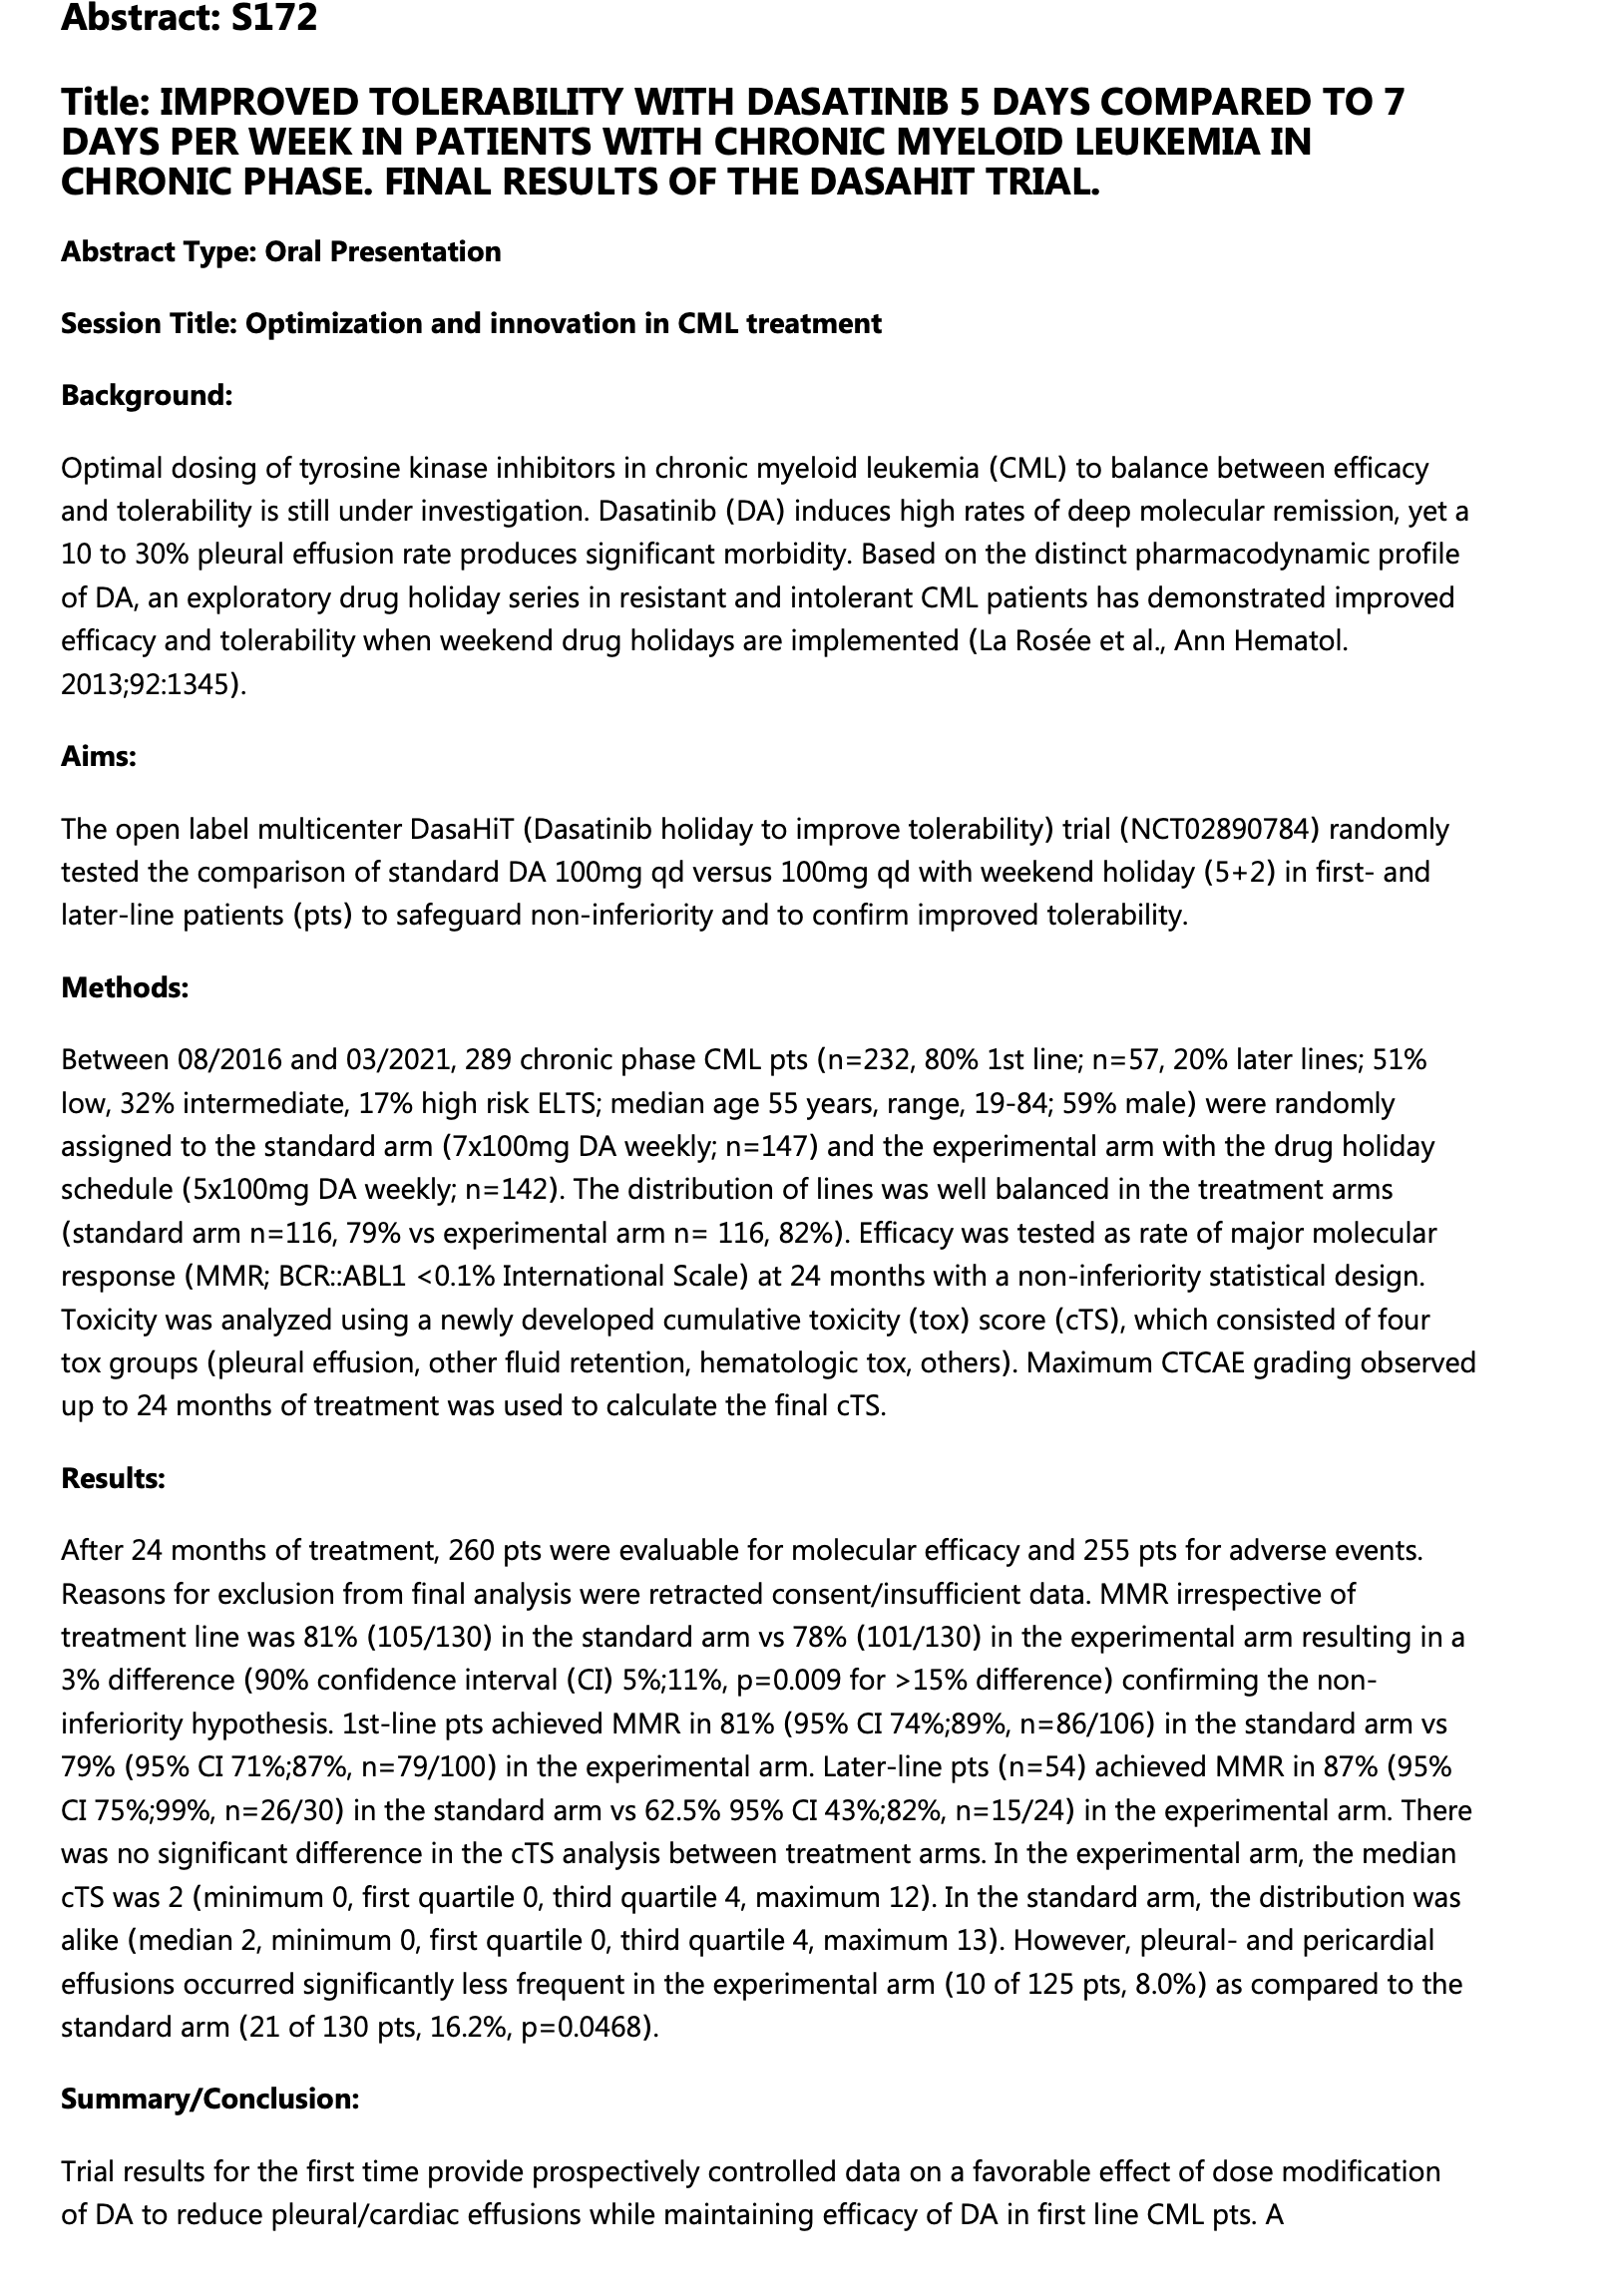 Abstract: S172
Title: IMPROVED TOLERABILITY WITH DASATINIB 5 DAYS COMPARED TO 7
DAYS PER WEEK IN PATIENTS WITH CHRONIC MYELOID LEUKEMIA IN
CHRONIC PHASE. FINAL RESULTS OF THE DASAHIT TRIAL.
Abstract Type: Oral Presentation
Session Title: Optimization and innovation in CML treatment
Background:
Optimal dosing of tyrosine kinase inhibitors in chronic myeloid leukemia (CML) to balance between efficacy
and tolerability is still under investigation. Dasatinib (DA) induces high rates of deep molecular remission, yet a
10 to 30% pleural effusion rate produces significant morbidity. Based on the distinct pharmacodynamic profile
of DA, an exploratory drug holiday series in resistant and intolerant CML patients has demonstrated improved
efficacy and tolerability when weekend drug holidays are implemented (La Rosée et al., Ann Hematol.
2013;92:1345).
Aims:
The open label multicenter DasaHiT (Dasatinib holiday to improve tolerability) trial (NCT02890784) randomly
tested the comparison of standard DA 100mg qd versus 100mg qd with weekend holiday (5+2) in first- and
later-line patients (pts) to safeguard non-inferiority and to confirm improved tolerability.
Methods:
Between 08/2016 and 03/2021, 289 chronic phase CML pts (n=232, 80% 1st line; n=57, 20% later lines; 51%
low, 32% intermediate, 17% high risk ELTS; median age 55 years, range, 19-84; 59% male) were randomly
assigned to the standard arm (7x100mg DA weekly; n=147) and the experimental arm with the drug holiday
schedule (5x100mg DA weekly; n=142). The distribution of lines was well balanced in the treatment arms
(standard arm n=116, 79% vs experimental arm n= 116, 82%). Efficacy was tested as rate of major molecular
response (MMR; BCR::ABL1 <0.1% International Scale) at 24 months with a non-inferiority statistical design.
Toxicity was analyzed using a newly developed cumulative toxicity (tox) score (cTS), which consisted of four
tox groups (pleural effusion, other fluid retention, hematologic tox, others). Maximum CTCAE grading observed
up to 24 months of treatment was used to calculate the final cTS.
Results:
After 24 months of treatment, 260 pts were evaluable for molecular efficacy and 255 pts for adverse events.
Reasons for exclusion from final analysis were retracted consent/insufficient data. MMR irrespective of
treatment line was 81% (105/130) in the standard arm vs 78% (101/130) in the experimental arm resulting in a
3% difference (90% confidence interval (CI) 5%;11%, p=0.009 for >15% difference) confirming the non-
inferiority hypothesis. 1st-line pts achieved MMR in 81% (95% CI 74%;89%, n=86/106) in the standard arm vs
79% (95% CI 71%;87%, n=79/100) in the experimental arm. Later-line pts (n=54) achieved MMR in 87% (95%
CI 75%;99%, n=26/30) in the standard arm vs 62.5% 95% CI 43%;82%, n=15/24) in the experimental arm. There
was no significant difference in the cTS analysis between treatment arms. In the experimental arm, the median
cTS was 2 (minimum 0, first quartile 0, third quartile 4, maximum 12). In the standard arm, the distribution was
alike (median 2, minimum 0, first quartile 0, third quartile 4, maximum 13). However, pleural- and pericardial
effusions occurred significantly less frequent in the experimental arm (10 of 125 pts, 8.0%) as compared to the
standard arm (21 of 130 pts, 16.2%, p=0.0468).
Summary/Conclusion:
Trial results for the first time provide prospectively controlled data on a favorable effect of dose modification
of DA to reduce pleural/cardiac effusions while maintaining efficacy of DA in first line CML pts. A